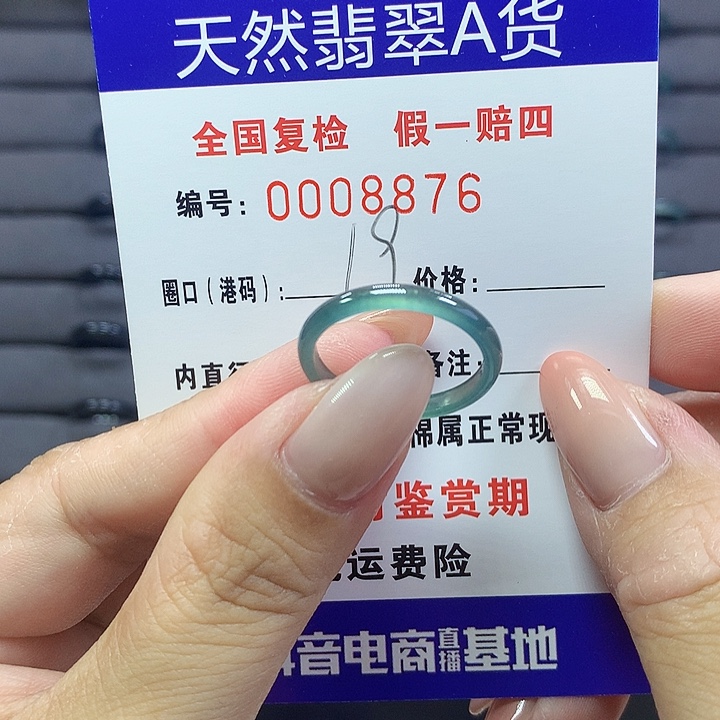 天然翡翠A货
全国复检 假一赔四
编号：0008876
圈口（港码）：19 价格：
内直 备注：
棉属正常现
鉴赏期
运费险
音电商直播基地